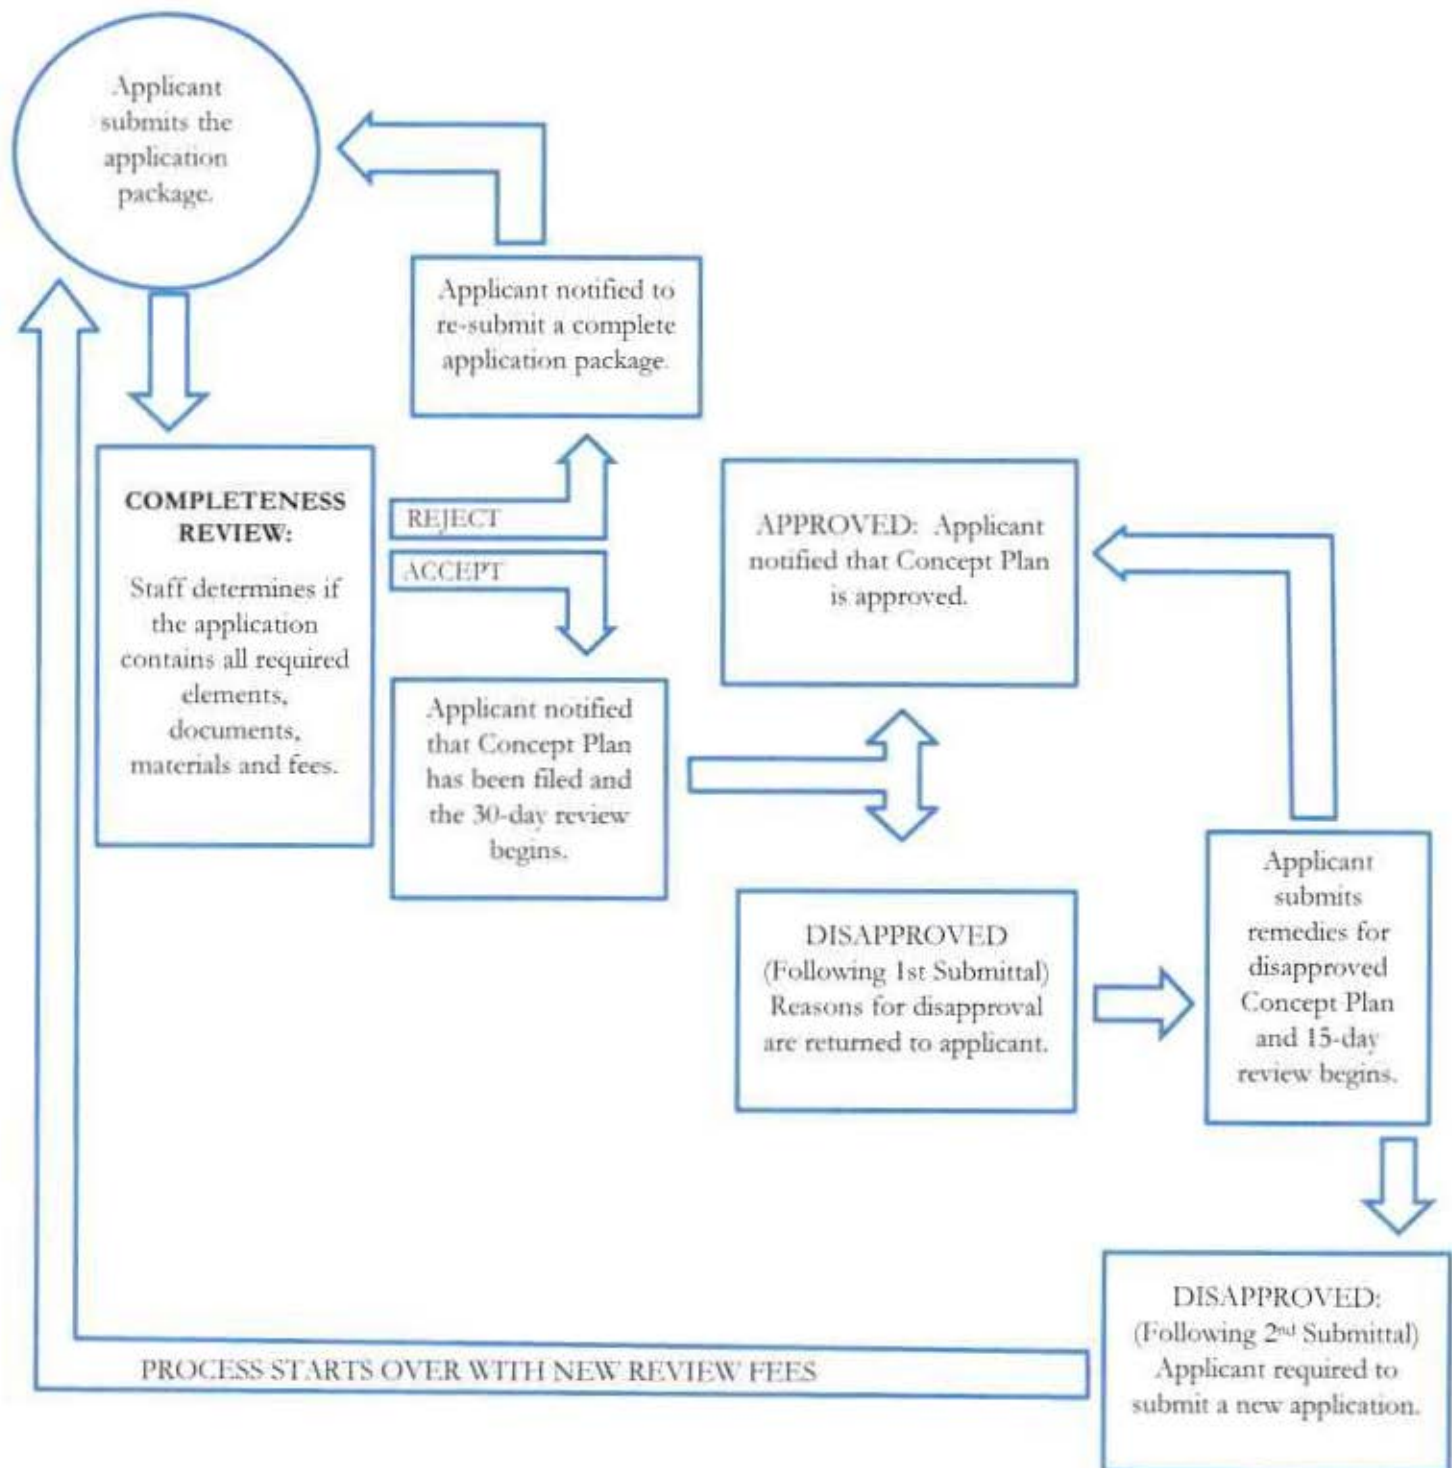 Applicant
submits the
application
package.
Applicant notified to
re-submit a complete
application package.
COMPLETENESS
REVIEW:
Staff determines if
the application
contains all required
elements,
documents,
materials and fees.
REJECT
ACCEPT
Applicant notified
that Concept Plan
has been filed and
the 30-day review
begins.
APPROVED: Applicant
notified that Concept Plan
is approved.
DISAPPROVED
(Following 1st Submittal)
Reasons for disapproval
are returned to applicant.
Applicant
submits
remedies for
disapproved
Concept Plan
and 15-day
review begins.
DISAPPROVED:
(Following 2nd Submittal)
Applicant required to
submit a new application.
PROCESS STARTS OVER WITH NEW REVIEW FEES